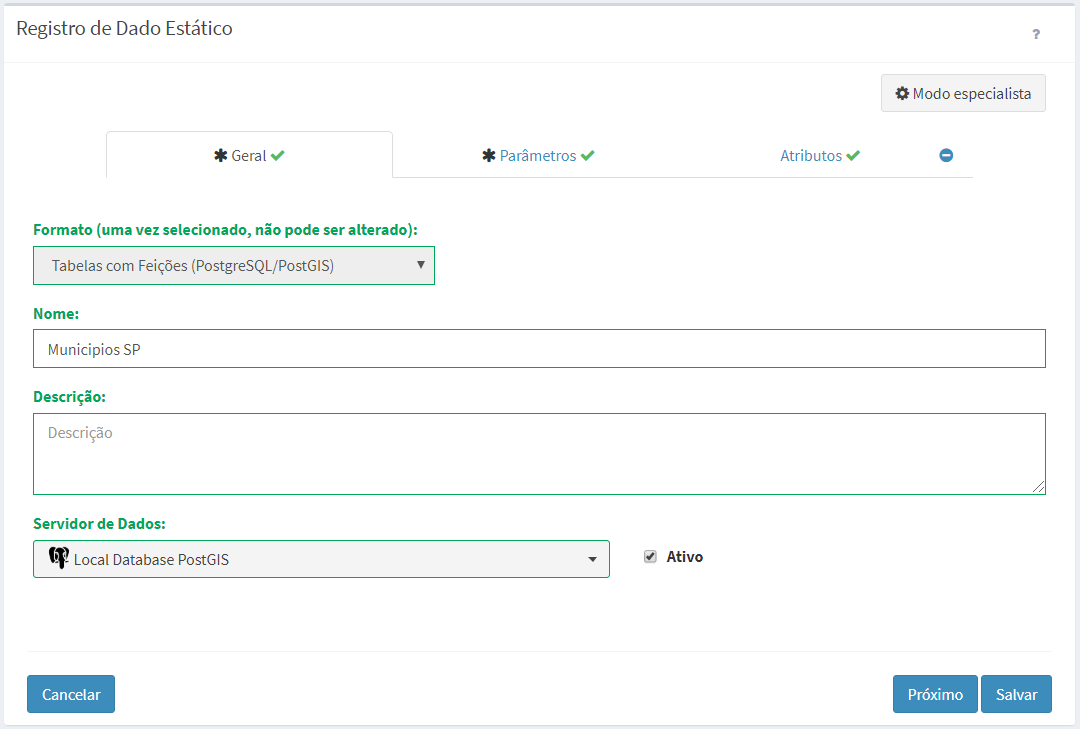 Registro de Dado Estático
?
Modo especialista
✱ Geral
✱ Parâmetros
Atributos
Formato (uma vez selecionado, não pode ser alterado):
Tabelas com Feições (PostgreSQL/PostGIS)
Nome:
Municipios SP
Descrição:
Descrição
Servidor de Dados:
Local Database PostGIS
Ativo
Cancelar
Próximo
Salvar